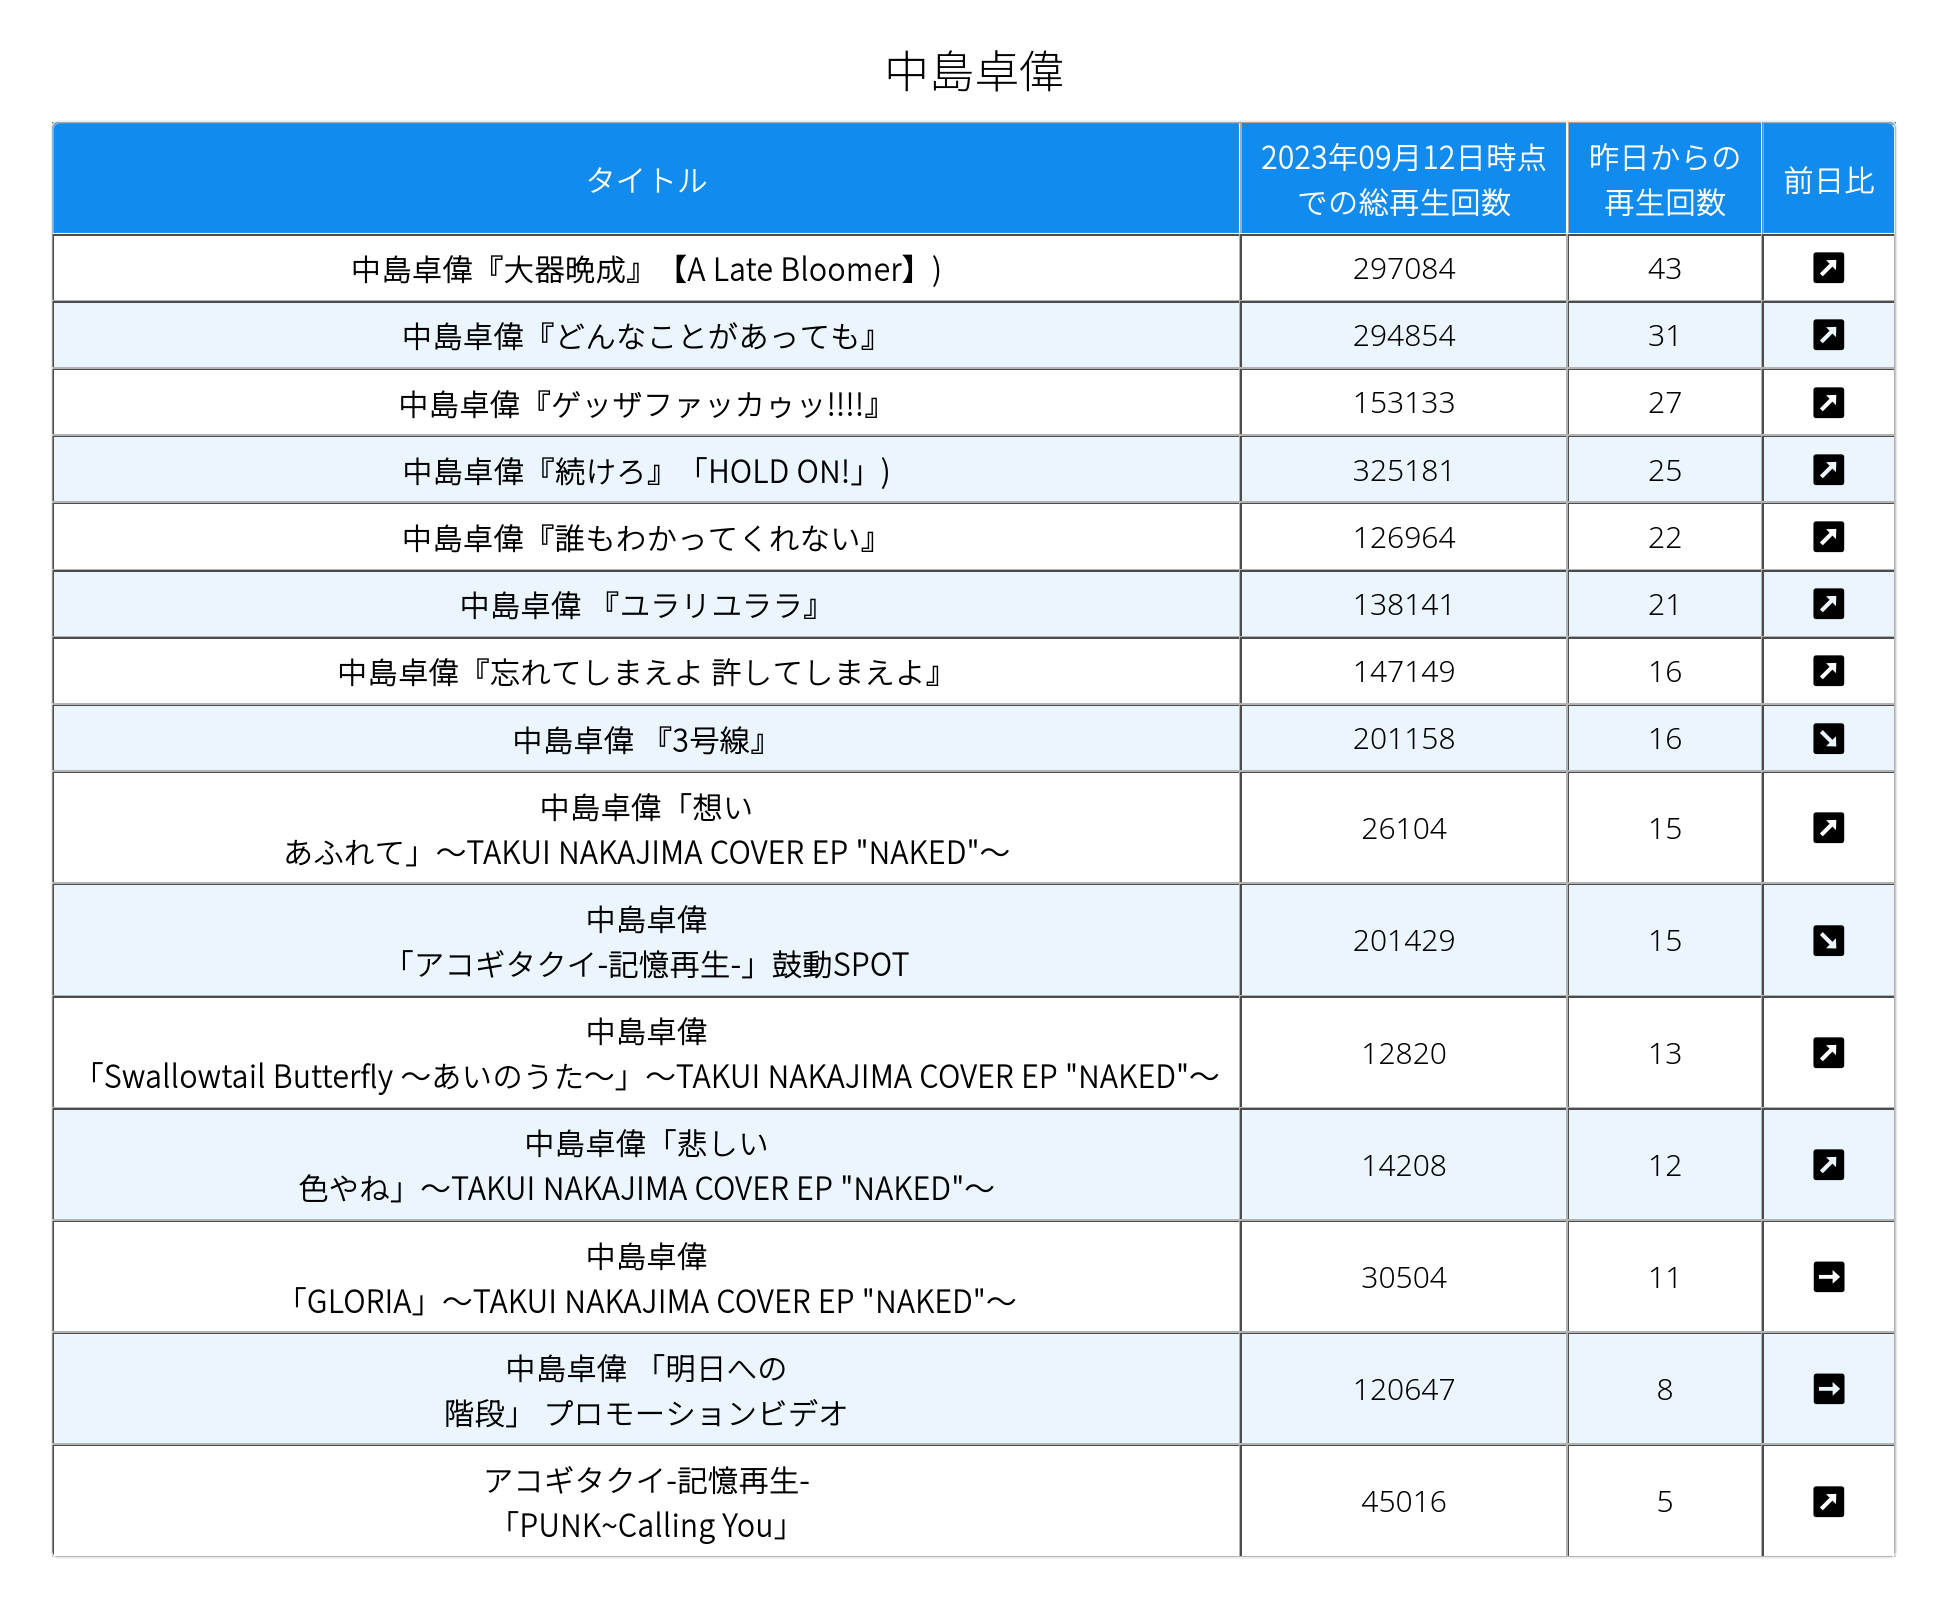 中島卓偉
タイトル
2023年09月12日時点
での総再生回数
昨日からの
再生回数
前日比
中島卓偉『大器晩成』【A Late Bloomer】)
297084
43
中島卓偉『どんなことがあっても』
294854
31
中島卓偉『ゲッザファッカゥッ!!!!』
153133
27
中島卓偉『続けろ』「HOLD ON!」)
325181
25
中島卓偉『誰もわかってくれない』
126964
22
中島卓偉 『ユラリユララ』
138141
21
中島卓偉『忘れてしまえよ 許してしまえよ』
147149
16
中島卓偉 『3号線』
201158
16
中島卓偉「想い
あふれて」〜TAKUI NAKAJIMA COVER EP "NAKED"〜
26104
15
中島卓偉
「アコギタクイ-記憶再生-」鼓動SPOT
201429
15
中島卓偉
「Swallowtail Butterfly 〜あいのうた〜」〜TAKUI NAKAJIMA COVER EP "NAKED"〜
12820
13
中島卓偉「悲しい
色やね」〜TAKUI NAKAJIMA COVER EP "NAKED"〜
14208
12
中島卓偉
「GLORIA」〜TAKUI NAKAJIMA COVER EP "NAKED"〜
30504
11
中島卓偉 「明日への
階段」 プロモーションビデオ
120647
8
アコギタクイ-記憶再生-
「PUNK~Calling You」
45016
5